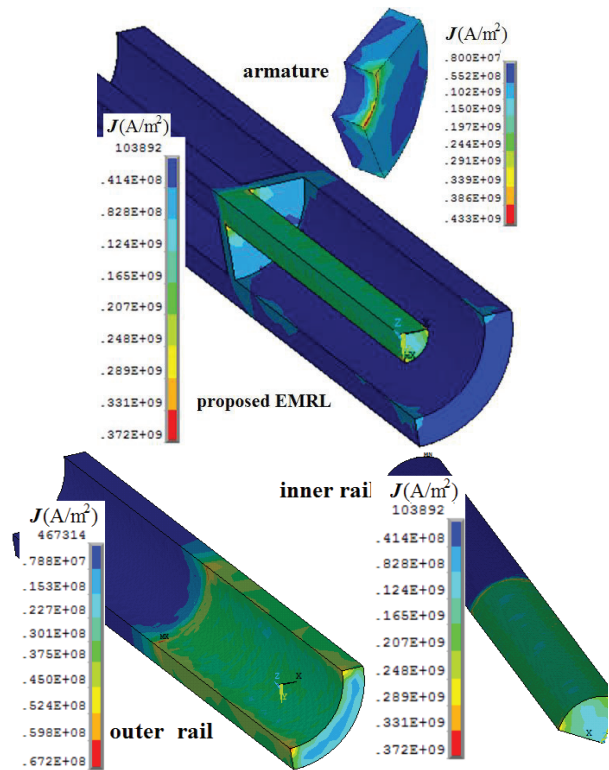 armature
J(A/m²)
.800E+07
.552E+08
.102E+09
.150E+09
.197E+09
.244E+09
.291E+09
.339E+09
.386E+09
.433E+09
J(A/m²)
103892
.414E+08
.828E+08
.124E+09
.165E+09
.207E+09
.248E+09
.289E+09
.331E+09
.372E+09
Z
proposed EMRL
J(A/m²)
467314
.788E+07
.153E+08
.227E+08
.301E+08
.375E+08
.450E+08
.524E+08
.598E+08
.672E+08
MX
Z
X
Y
outer rail
MN
inner rail
J(A/m²)
103892
.414E+08
.828E+08
.124E+09
.165E+09
.207E+09
.248E+09
.289E+09
.331E+09
.372E+09
X